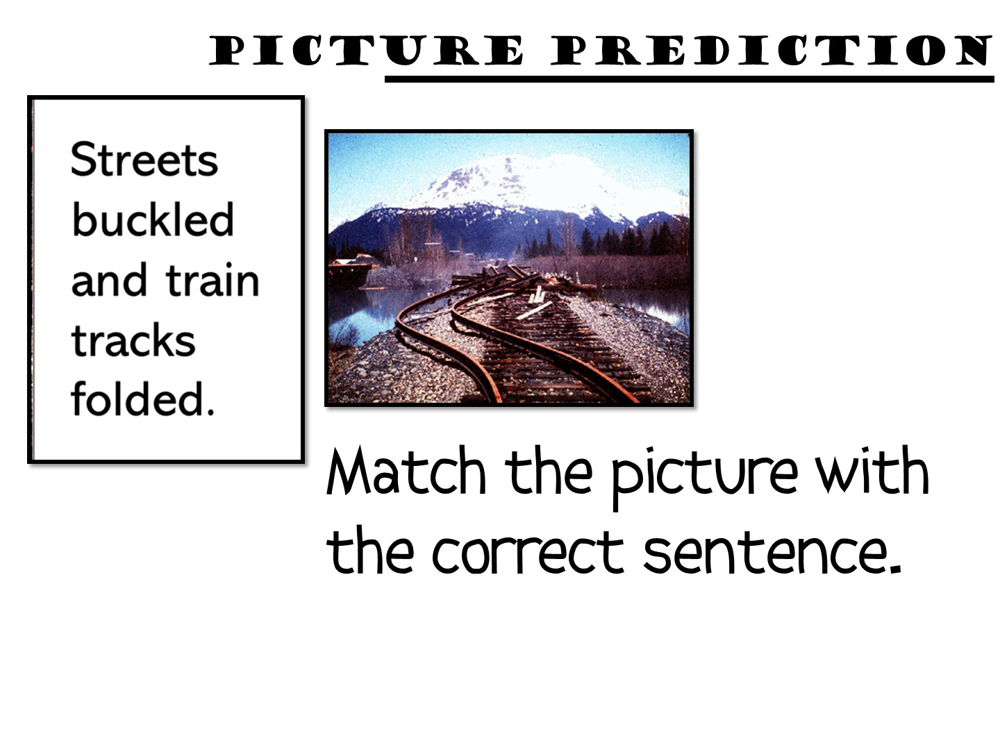 PICTURE PREDICTION
Streets
buckled
and train
tracks
folded.
Match the picture with
the correct sentence.